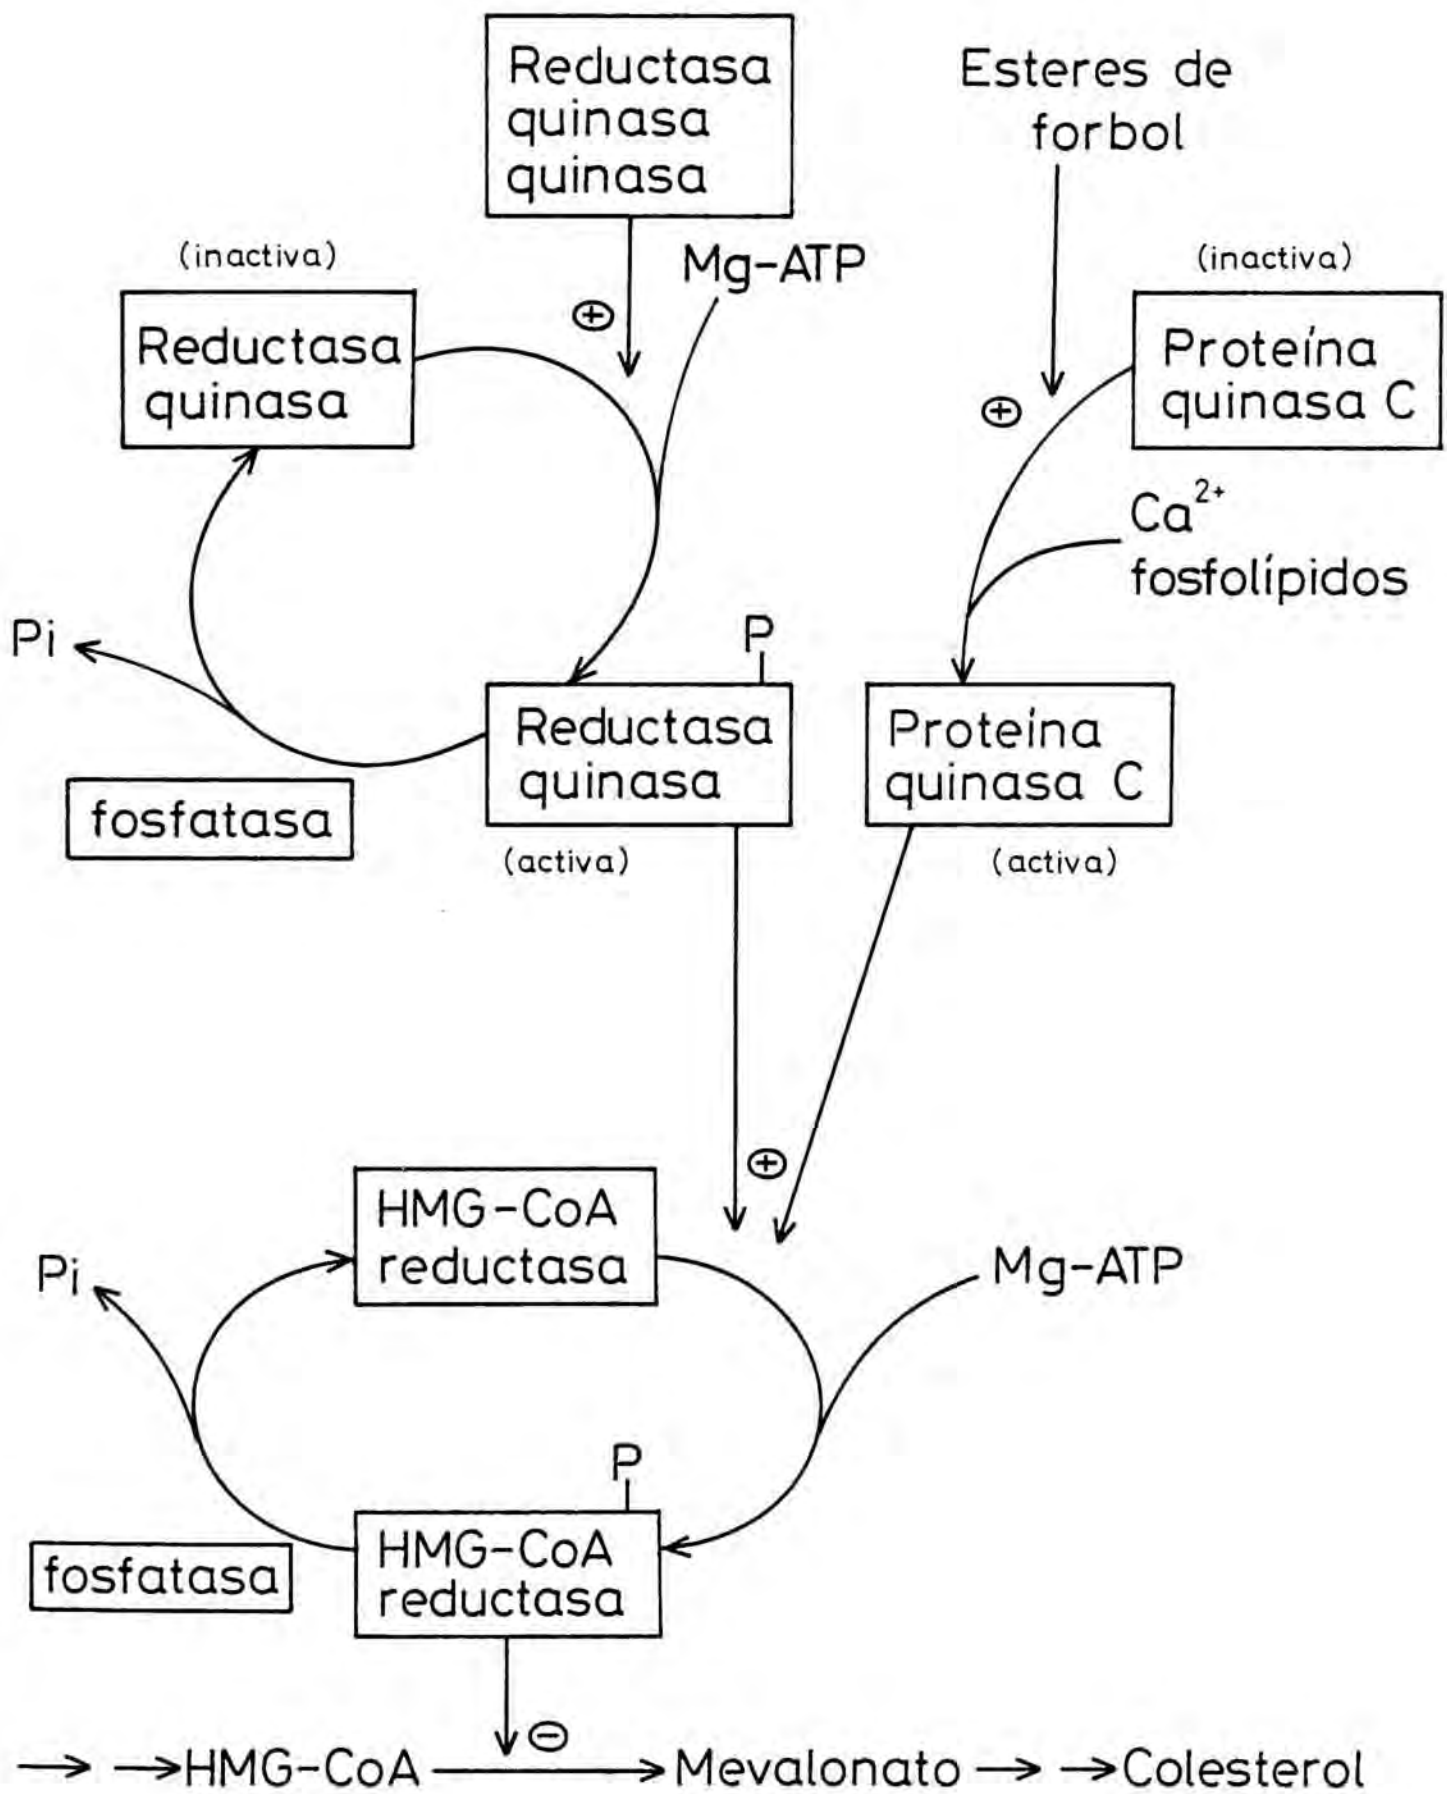 Reductasa
quinasa
quinasa
Esteres de
forbol
(inactiva)
Mg-ATP
(inactiva)
Reductasa
quinasa
⊕
Proteína
quinasa C
⊕
Ca²⁺
fosfolípidos
Pi
P
Reductasa
quinasa
Proteína
quinasa C
fosfatasa
(activa)
(activa)
⊕
HMG-CoA
reductasa
Pi
Mg-ATP
P
HMG-CoA
reductasa
fosfatasa
⊖
→ →HMG-CoA → Mevalonato → →Colesterol